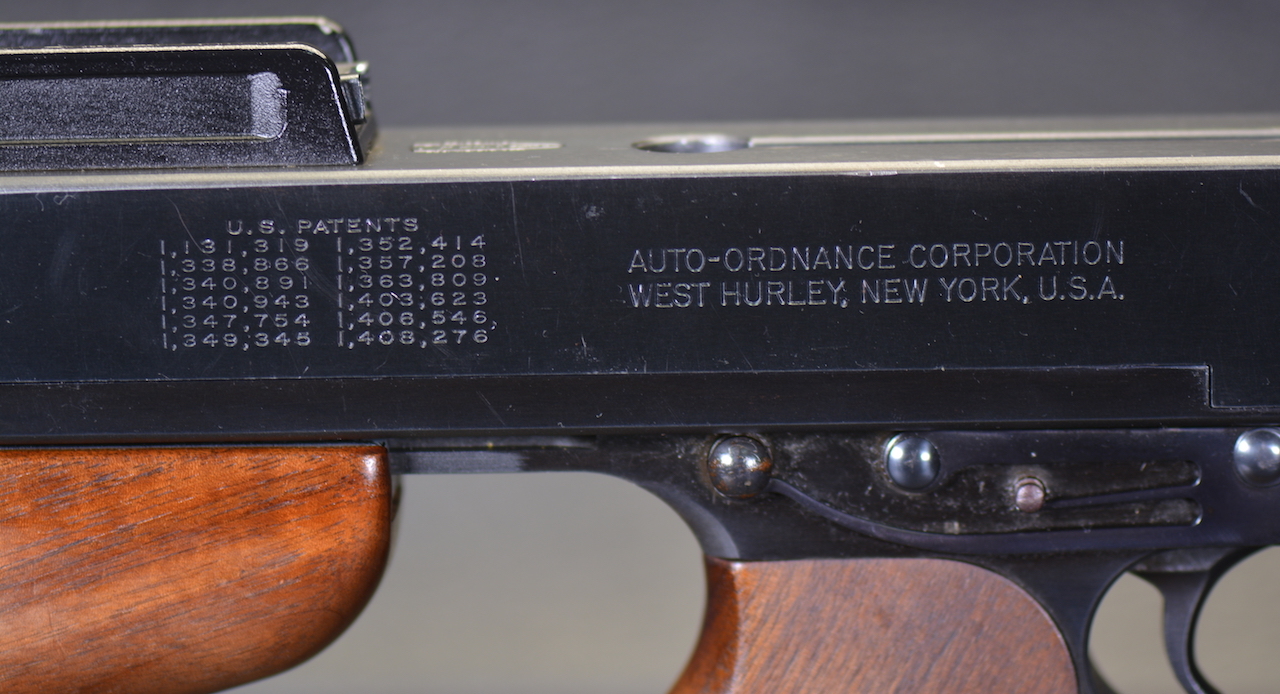 U.S. PATENTS
1,131,319 1,352,414
1,338,866 1,357,208
1,340,891 1,363,809
1,340,943 1,403,623
1,347,754 1,406,546
1,349,345 1,408,276
AUTO-ORDNANCE CORPORATION
WEST HURLEY, NEW YORK, U.S.A.